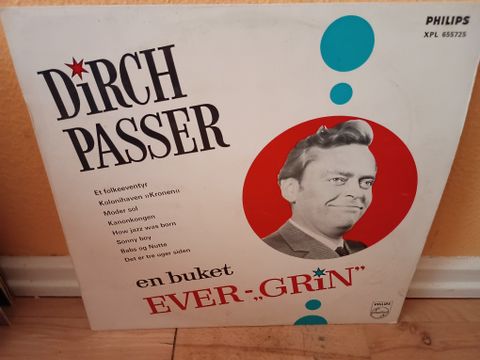 PHILIPS
XPL 655725
DiRCH
PASSER
Et folkeeventyr
Kolonihaven »Kronen«
Moder sol
Kanonkongen
How jazz was born
Sonny boy
Babs og Nutte
Det er tre uger siden
en buket
EVER-„GRiN”
PHILIPS